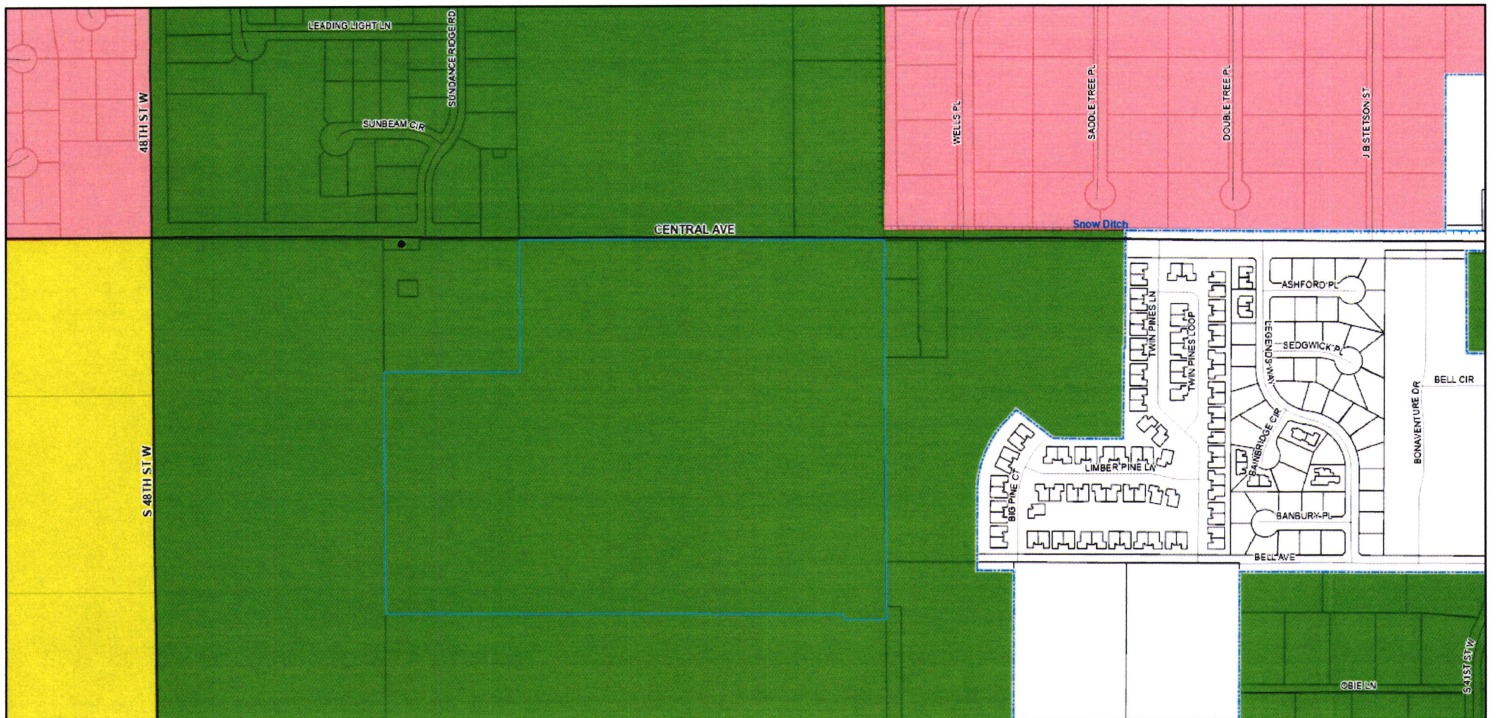 LEADING LIGHT LN
SUNDANCE RIDGE RD
48TH ST W
SUNBEAM CIR
WELLS PL
SADDLE TREE PL
DOUBLE TREE PL
J B STETSON ST
Snow Ditch
CENTRAL AVE
ASHFORD PL
TWIN PINES LN
TWIN PINES LOOP
LEGENDS WAY
SEDGWICK PL
BELL CIR
BONAVENTURE DR
BAINBRIDGE CIR
S 48TH ST W
LIMBER PINE LN
BIG PINE CT
BANBURY PL
BELL AVE
S 41ST ST W
OBIE LN